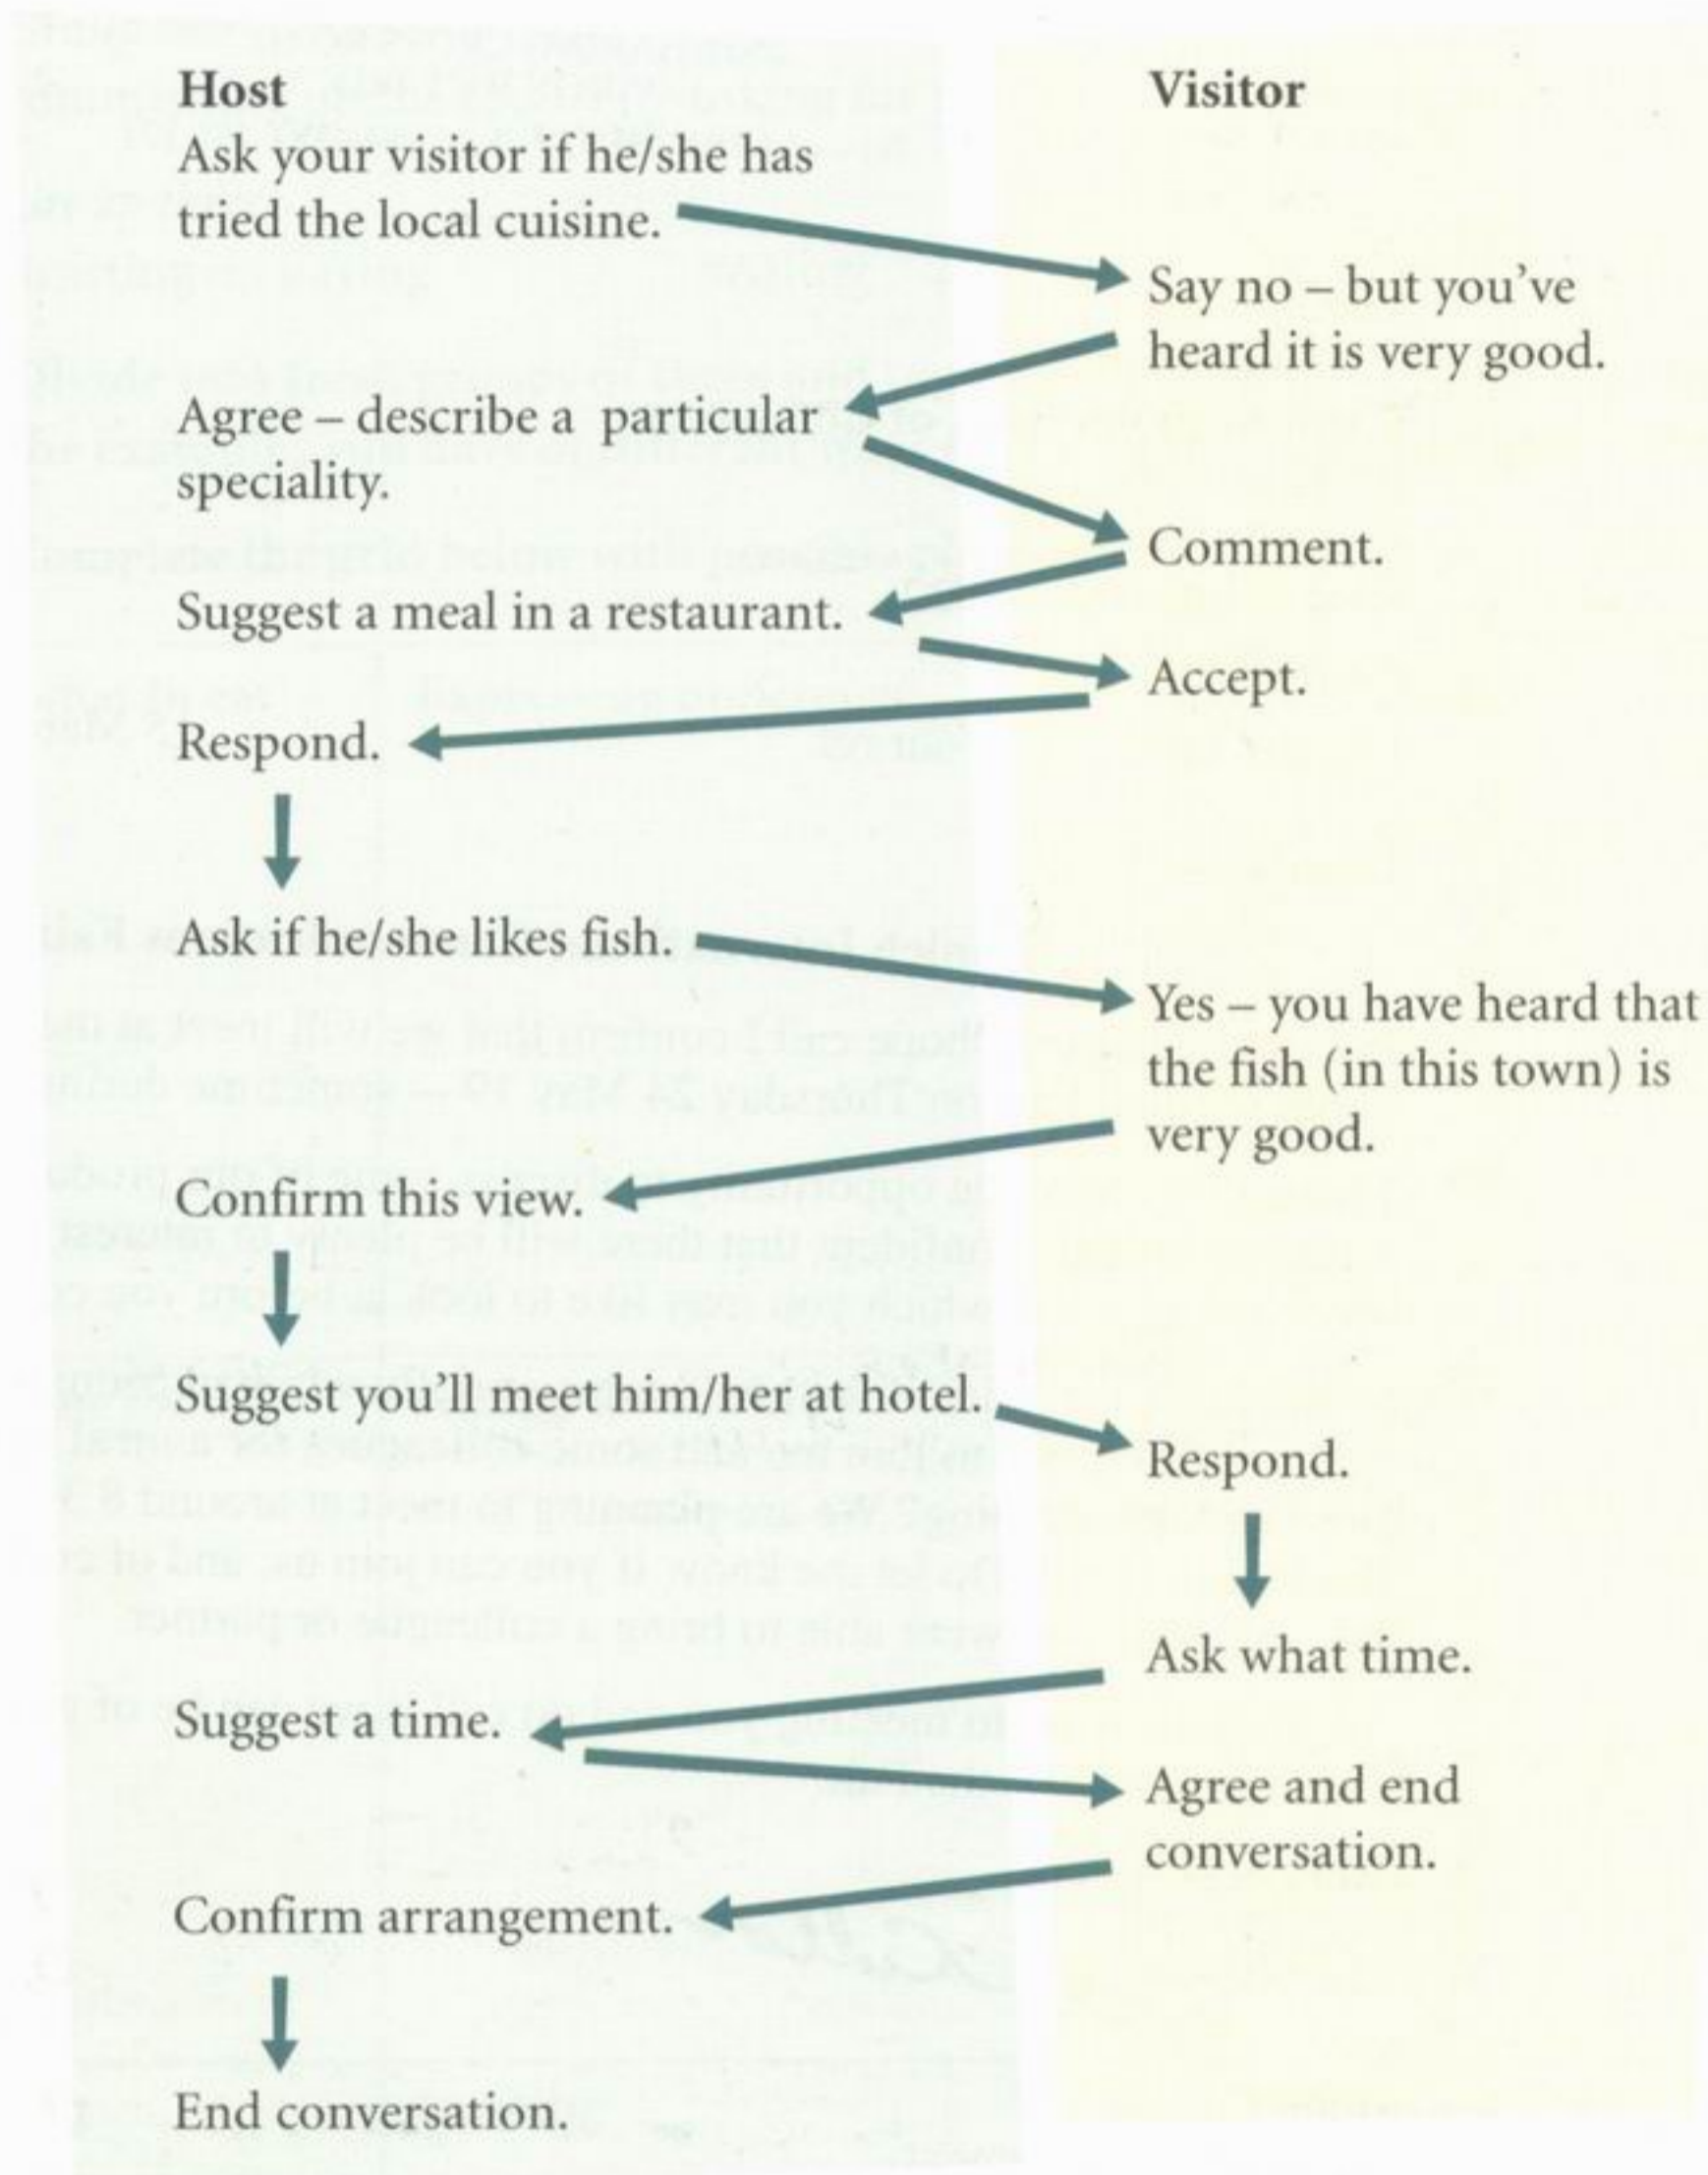 Host
Visitor
Ask your visitor if he/she has
tried the local cuisine.
Say no – but you've
heard it is very good.
Agree – describe a particular
speciality.
Comment.
Suggest a meal in a restaurant.
Accept.
Respond.
Ask if he/she likes fish.
Yes – you have heard that
the fish (in this town) is
very good.
Confirm this view.
Suggest you'll meet him/her at hotel.
Respond.
Ask what time.
Suggest a time.
Agree and end
conversation.
Confirm arrangement.
End conversation.